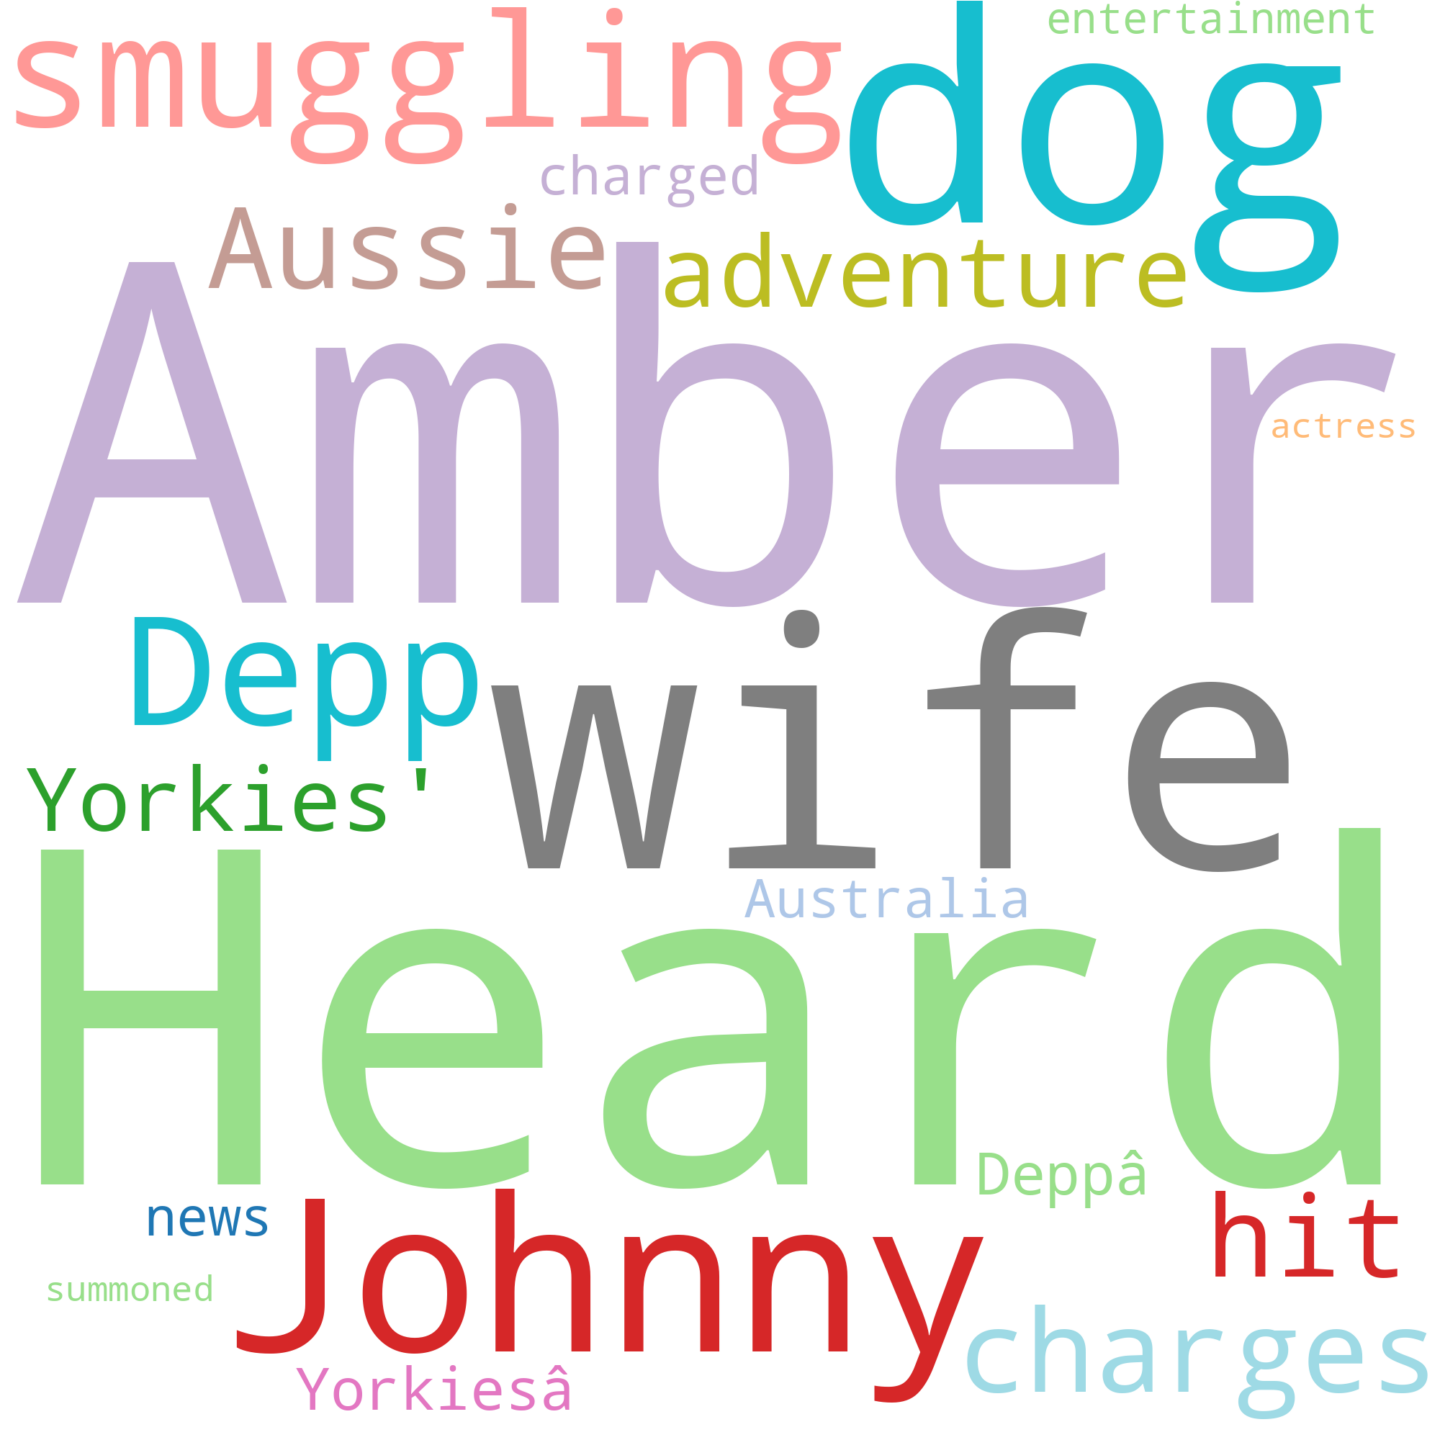 smuggling
dog
entertainment
charged
Aussie
adventure
Amber
actress
Depp
wife
Yorkies'
Australia
Heard
Deppâ
news
Johnny
hit
summoned
charges
Yorkiesâ